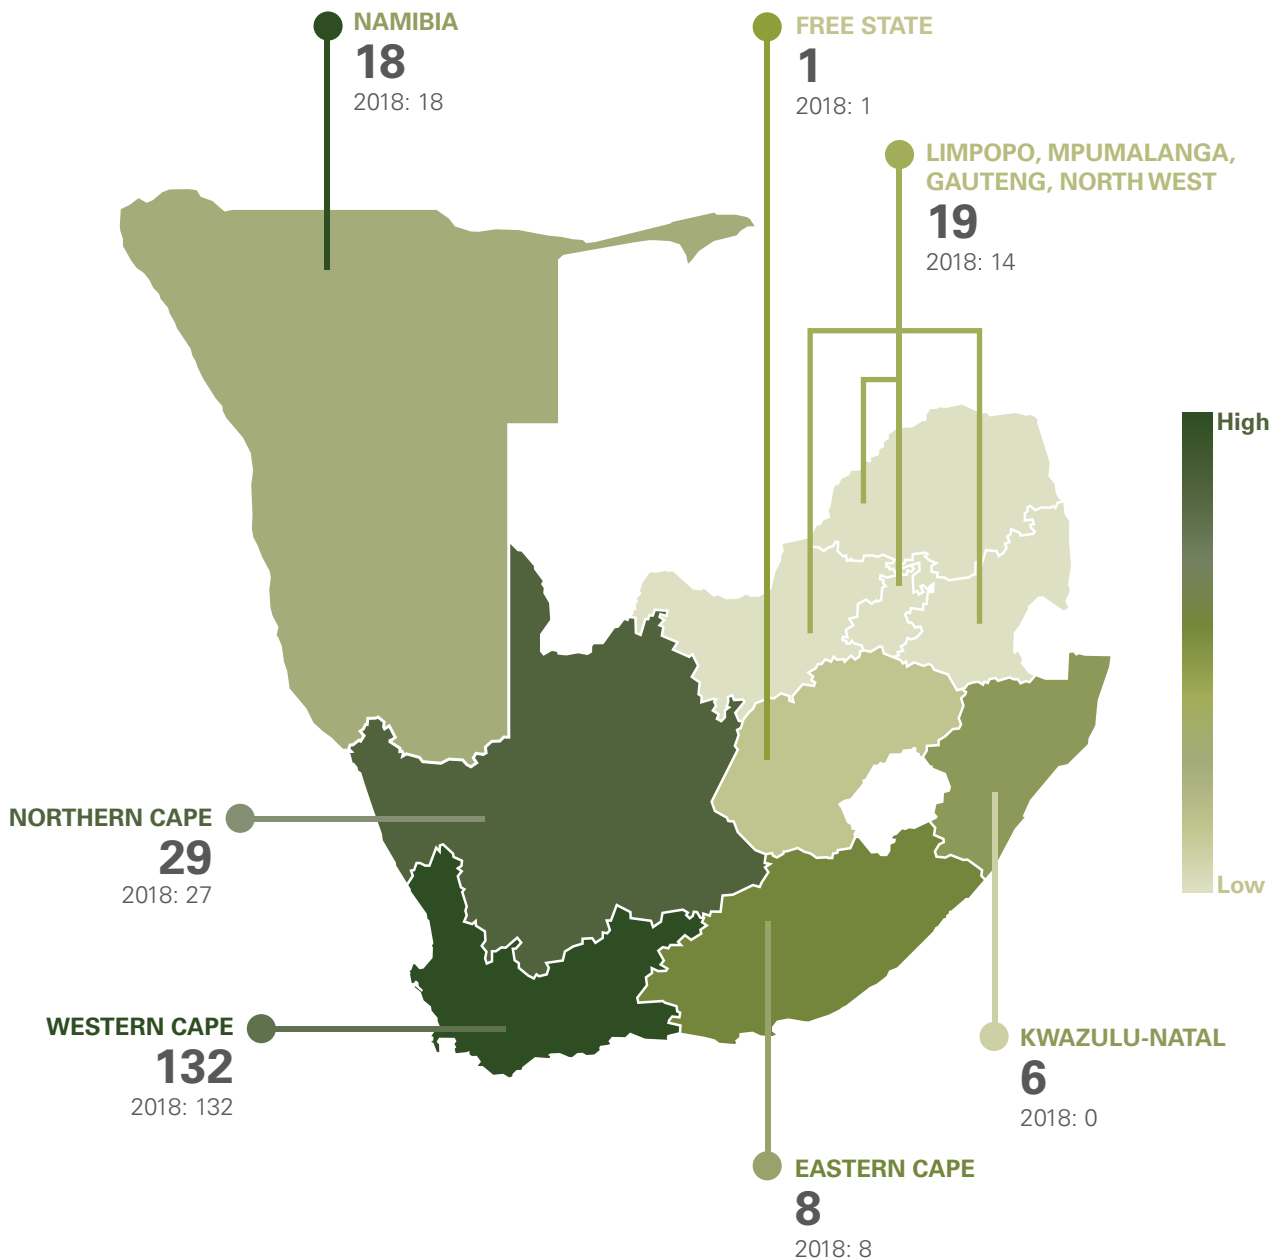 NAMIBIA
18
2018: 18
FREE STATE
1
2018: 1
LIMPOPO, MPUMALANGA,
GAUTENG, NORTH WEST
19
2018: 14
High
Low
NORTHERN CAPE
29
2018: 27
WESTERN CAPE
132
2018: 132
KWAZULU-NATAL
6
2018: 0
EASTERN CAPE
8
2018: 8